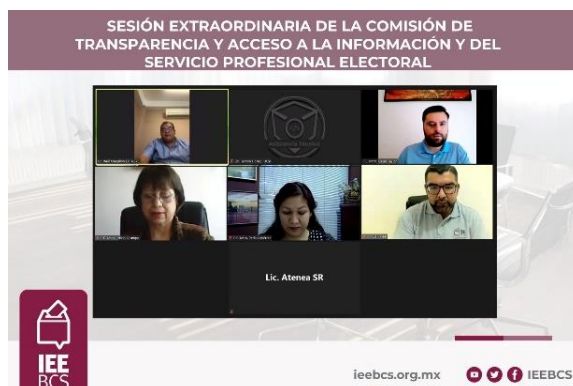 SESIÓN EXTRAORDINARIA DE LA COMISIÓN DE
TRANSPARENCIA Y ACCESO A LA INFORMACIÓN Y DEL
SERVICIO PROFESIONAL ELECTORAL
Lic. Atenea SR
IEE
BCS
ieebcs.org.mx
IEEBCS